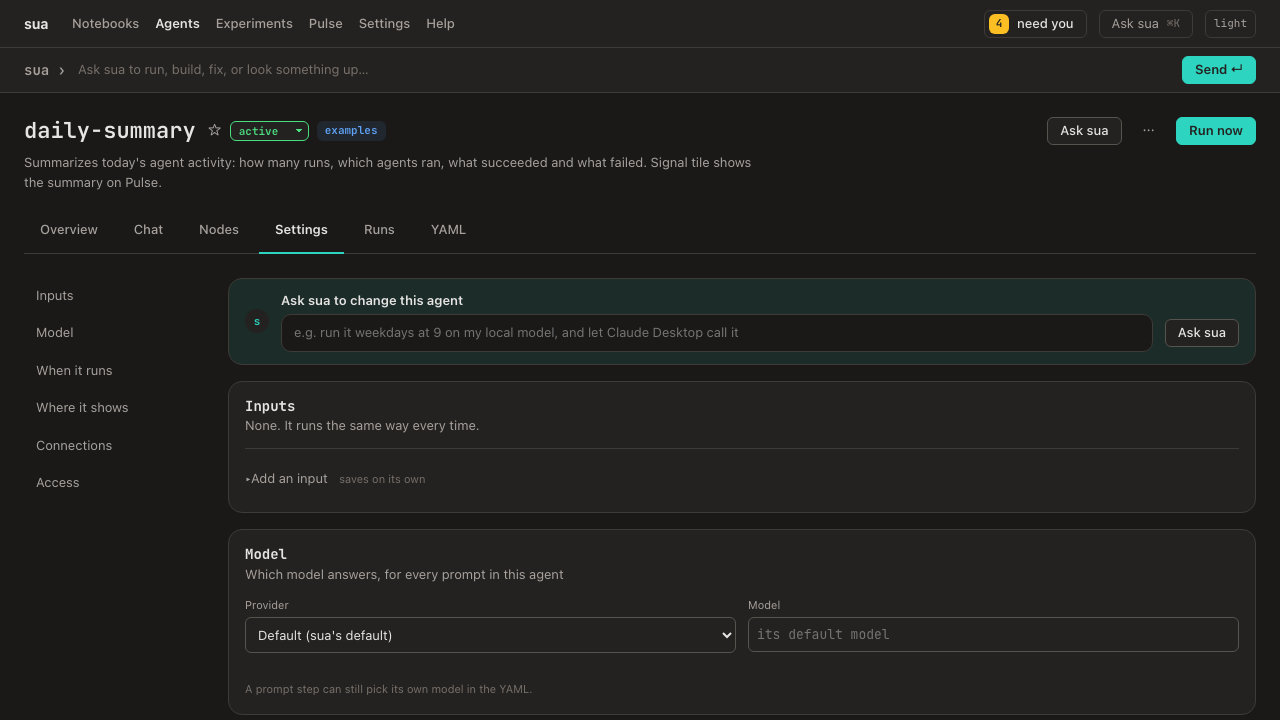 sua Notebooks Agents Experiments Pulse Settings Help 4 need you Ask sua ⌘K light
sua › Ask sua to run, build, fix, or look something up… Send ↵
daily-summary ☆ active examples Ask sua ··· Run now
Summarizes today's agent activity: how many runs, which agents ran, what succeeded and what failed. Signal tile shows
the summary on Pulse.
Overview Chat Nodes Settings Runs YAML
Inputs
Model
When it runs
Where it shows
Connections
Access
s
Ask sua to change this agent
e.g. run it weekdays at 9 on my local model, and let Claude Desktop call it
Ask sua
Inputs
None. It runs the same way every time.
▸Add an input saves on its own
Model
Which model answers, for every prompt in this agent
Provider Model
Default (sua's default) its default model
A prompt step can still pick its own model in the YAML.